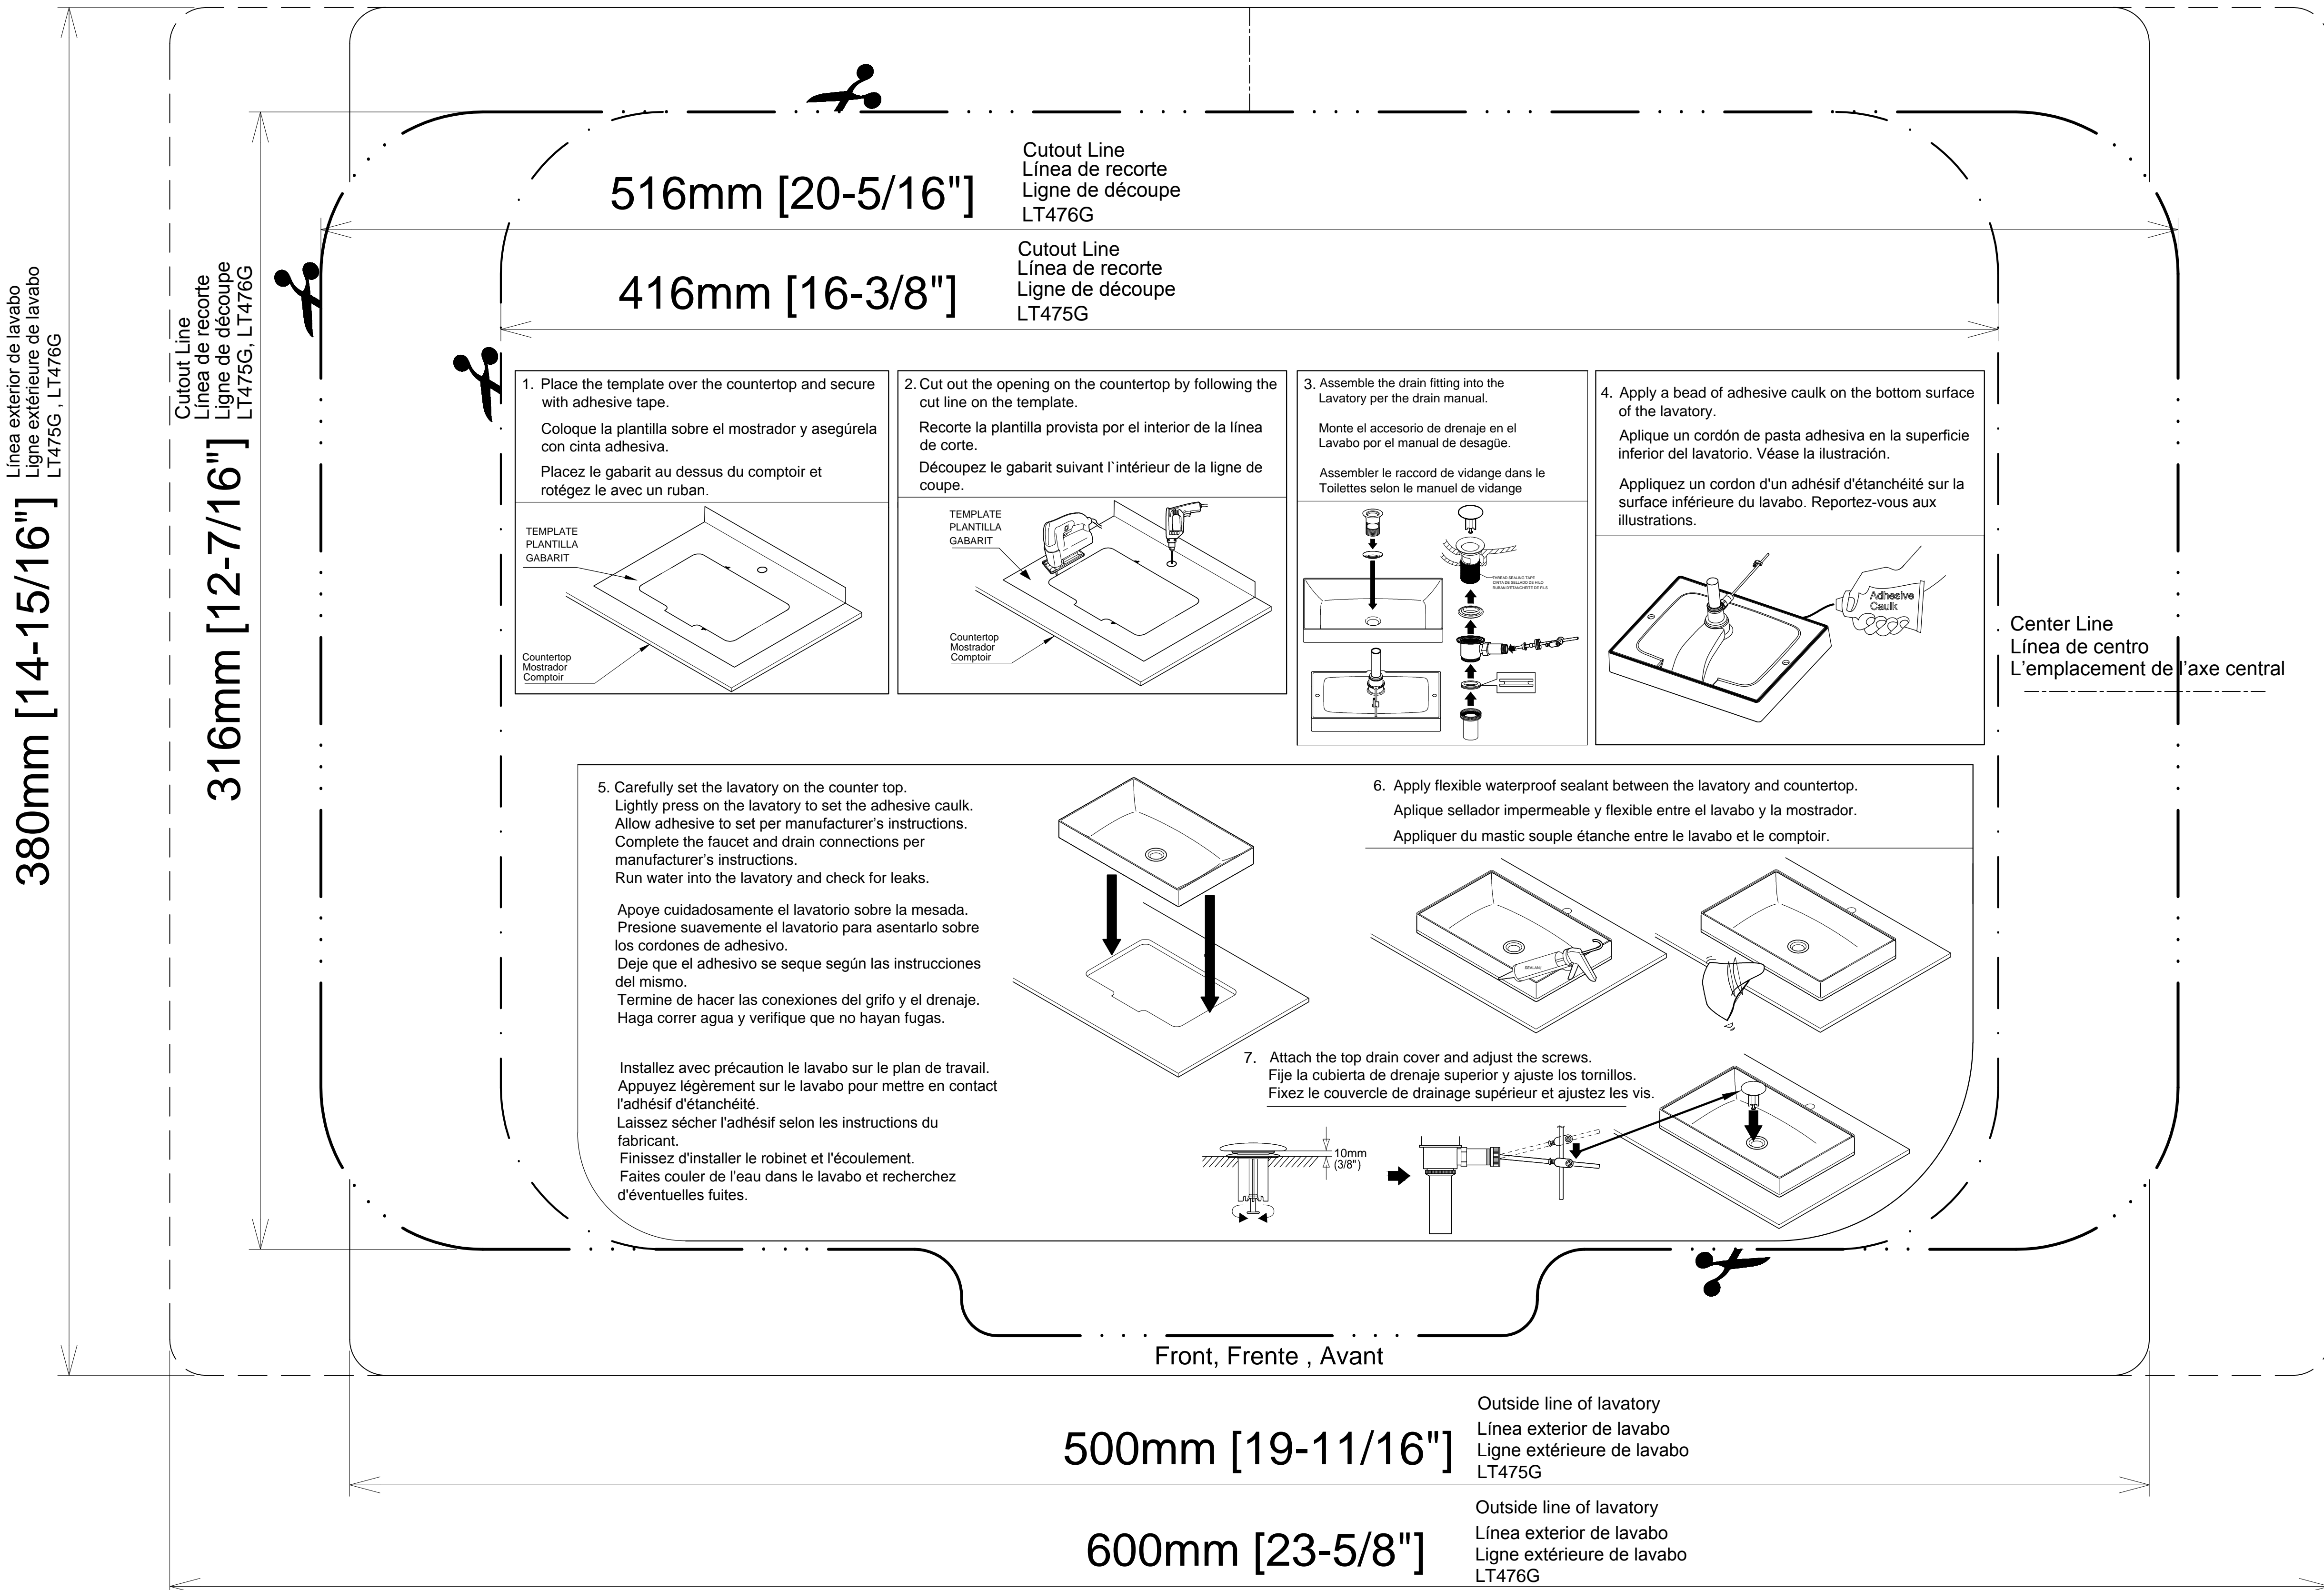 516mm [20-5/16"]
Cutout Line
Línea de recorte
Ligne de découpe
LT476G
416mm [16-3/8"]
Cutout Line
Línea de recorte
Ligne de découpe
LT475G
380mm [14-15/16"]
Línea exterior de lavabo
Ligne extérieure de lavabo
LT475G , LT476G
316mm [12-7/16"]
Cutout Line
Línea de recorte
Ligne de découpe
LT475G, LT476G
1. Place the template over the countertop and secure
with adhesive tape.
Coloque la plantilla sobre el mostrador y asegúrela
con cinta adhesiva.
Placez le gabarit au dessus du comptoir et
rotégez le avec un ruban.
TEMPLATE
PLANTILLA
GABARIT
Countertop
Mostrador
Comptoir
2. Cut out the opening on the countertop by following the
cut line on the template.
Recorte la plantilla provista por el interior de la línea
de corte.
Découpez le gabarit suivant l`intérieur de la ligne de
coupe.
TEMPLATE
PLANTILLA
GABARIT
Countertop
Mostrador
Comptoir
3. Assemble the drain fitting into the
Lavatory per the drain manual.
Monte el accesorio de drenaje en el
Lavabo por el manual de desagüe.
Assembler le raccord de vidange dans le
Toilettes selon le manuel de vidange
THREAD SEALING TAPE
CINTA DE SELLADO DE HILO
RUBAN D'ÉTANCHÉITÉ DE FILS
4. Apply a bead of adhesive caulk on the bottom surface
of the lavatory.
Aplique un cordón de pasta adhesiva en la superficie
inferior del lavatorio. Véase la ilustración.
Appliquez un cordon d'un adhésif d'étanchéité sur la
surface inférieure du lavabo. Reportez-vous aux
illustrations.
Adhesive
Caulk
Center Line
Línea de centro
L’emplacement de l’axe central
5. Carefully set the lavatory on the counter top.
Lightly press on the lavatory to set the adhesive caulk.
Allow adhesive to set per manufacturer’s instructions.
Complete the faucet and drain connections per
manufacturer’s instructions.
Run water into the lavatory and check for leaks.
Apoye cuidadosamente el lavatorio sobre la mesada.
Presione suavemente el lavatorio para asentarlo sobre
los cordones de adhesivo.
Deje que el adhesivo se seque según las instrucciones
del mismo.
Termine de hacer las conexiones del grifo y el drenaje.
Haga correr agua y verifique que no hayan fugas.
Installez avec précaution le lavabo sur le plan de travail.
Appuyez légèrement sur le lavabo pour mettre en contact
l'adhésif d'étanchéité.
Laissez sécher l'adhésif selon les instructions du
fabricant.
Finissez d'installer le robinet et l'écoulement.
Faites couler de l'eau dans le lavabo et recherchez
d'éventuelles fuites.
6. Apply flexible waterproof sealant between the lavatory and countertop.
Aplique sellador impermeable y flexible entre el lavabo y la mostrador.
Appliquer du mastic souple étanche entre le lavabo et le comptoir.
SEALANT
7. Attach the top drain cover and adjust the screws.
Fije la cubierta de drenaje superior y ajuste los tornillos.
Fixez le couvercle de drainage supérieur et ajustez les vis.
10mm
(3/8")
Front, Frente , Avant
500mm [19-11/16"]
Outside line of lavatory
Línea exterior de lavabo
Ligne extérieure de lavabo
LT475G
600mm [23-5/8"]
Outside line of lavatory
Línea exterior de lavabo
Ligne extérieure de lavabo
LT476G